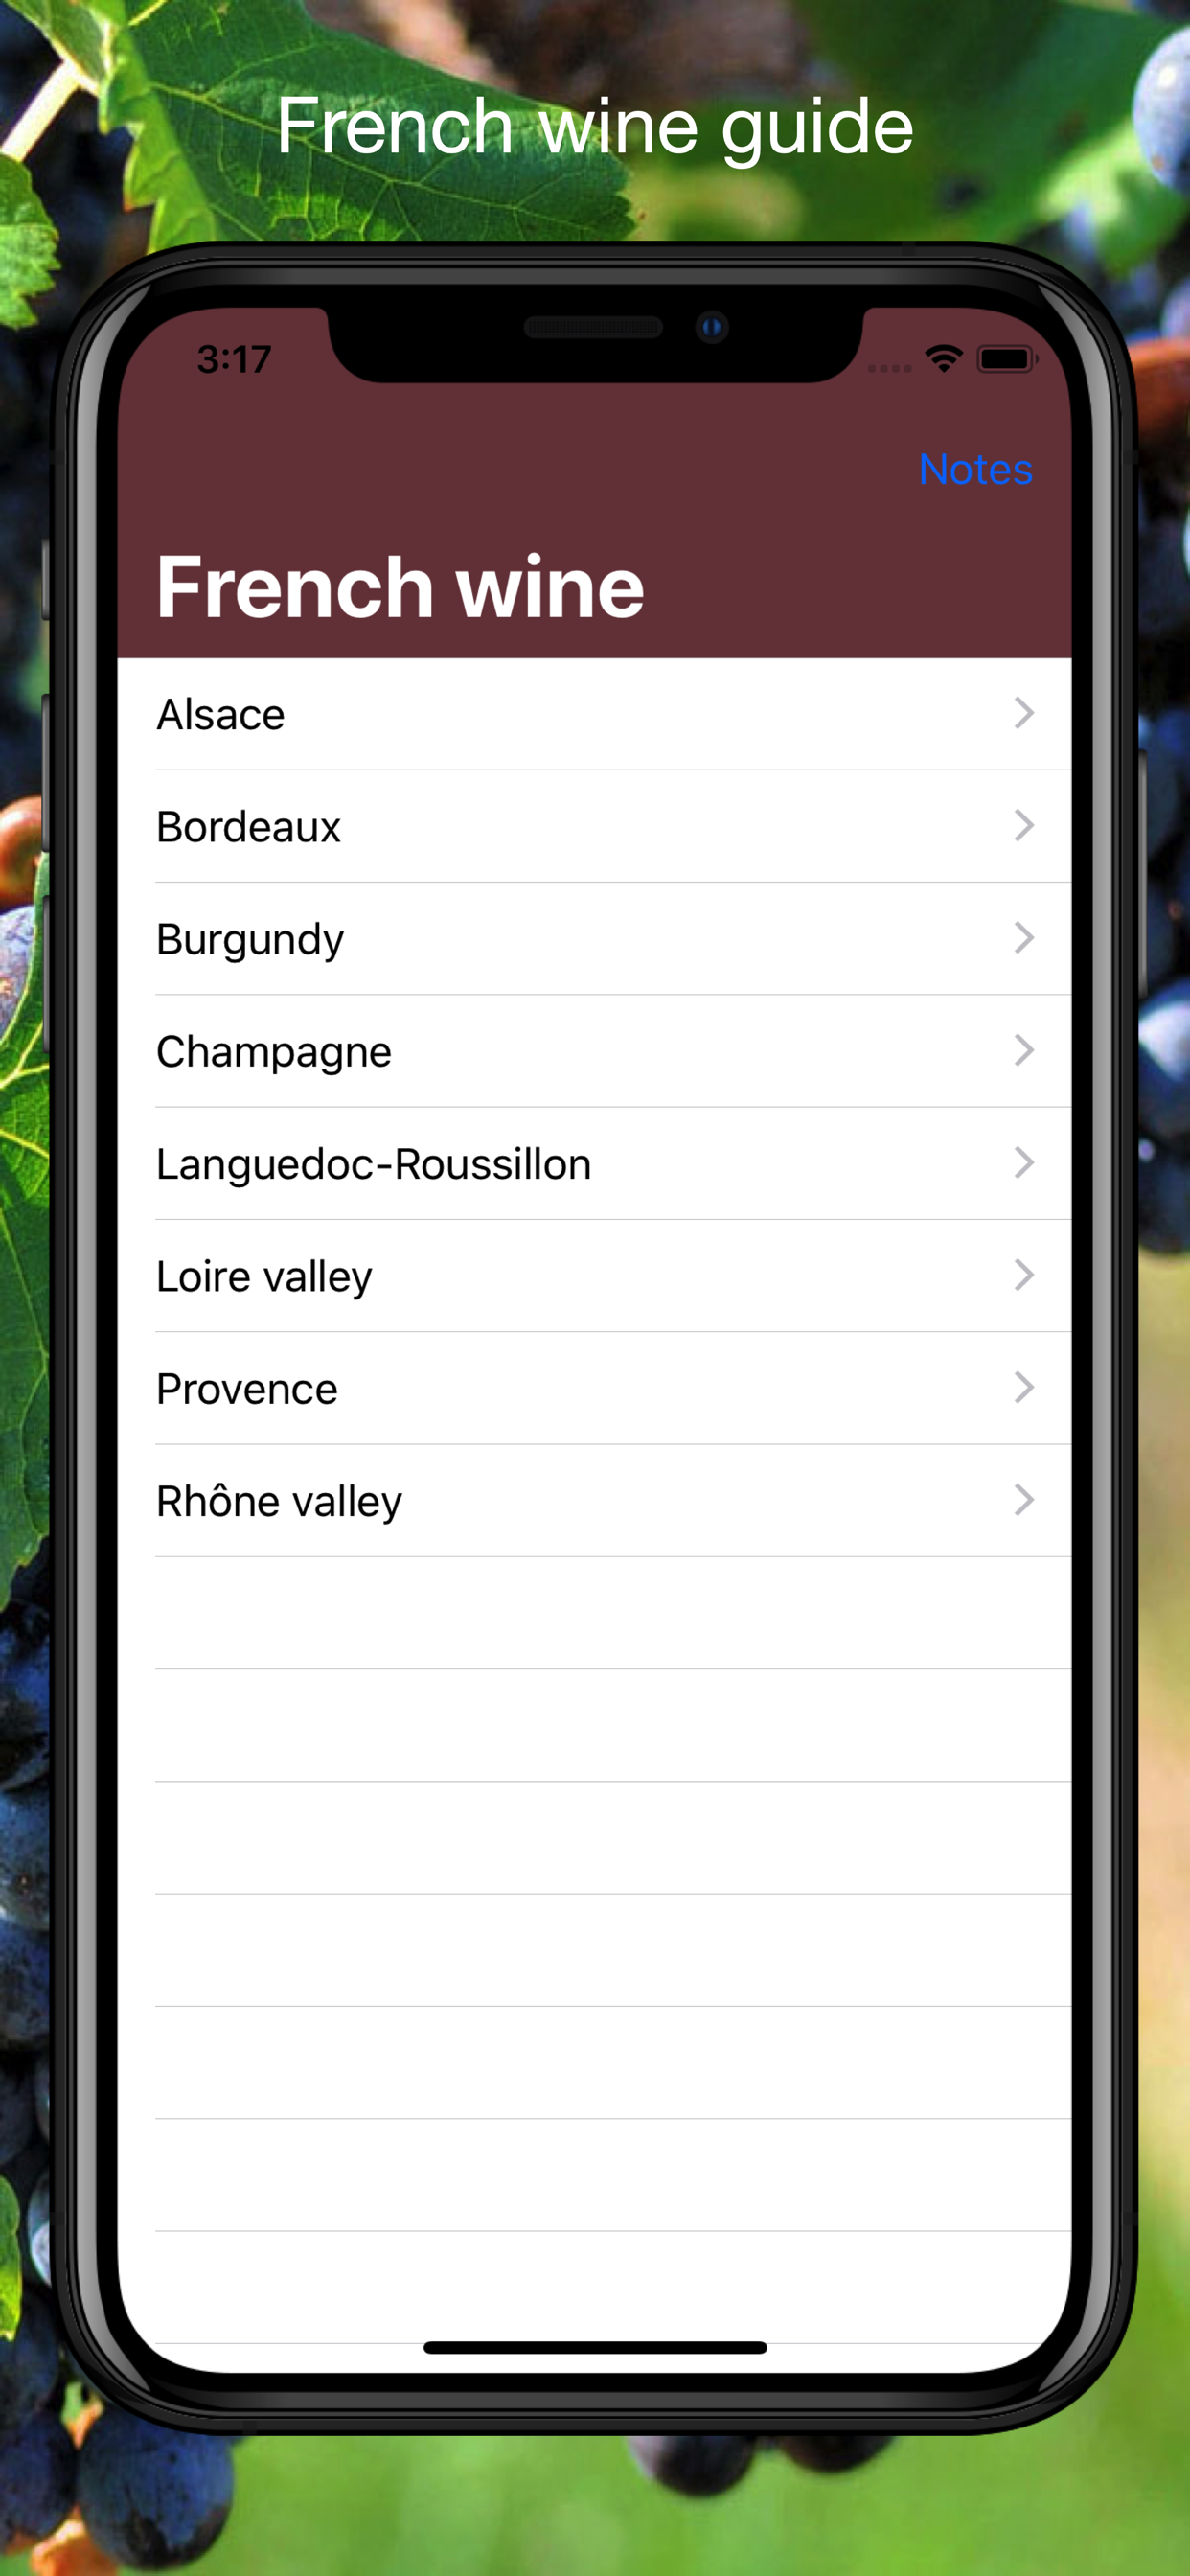 French wine guide
3:17
Notes
French wine
Alsace
Bordeaux
Burgundy
Champagne
Languedoc-Roussillon
Loire valley
Provence
Rhône valley